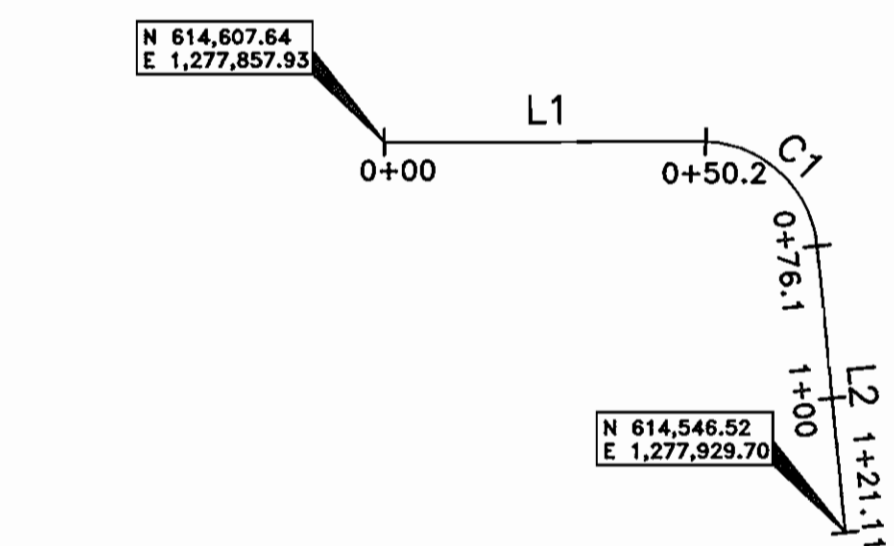 N 614,607.64
E 1,277,857.93
L1
0+00
0+50.2
C1
0+76.1
1+00
L2
1+21.11
N 614,546.52
E 1,277,929.70